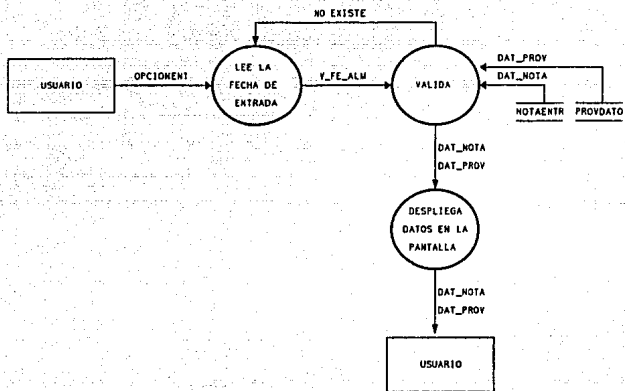 NO EXISTE
USUARIO
OPCIONENT
LEE LA
FECHA DE
ENTRADA
V_FE_ALM
VALIDA
DAT_PROV
DAT_NOTA
NOTAENTR
PROVDATO
DAT_NOTA
DAT_PROV
DESPLIEGA
DATOS EN LA
PANTALLA
DAT_NOTA
DAT_PROV
USUARIO